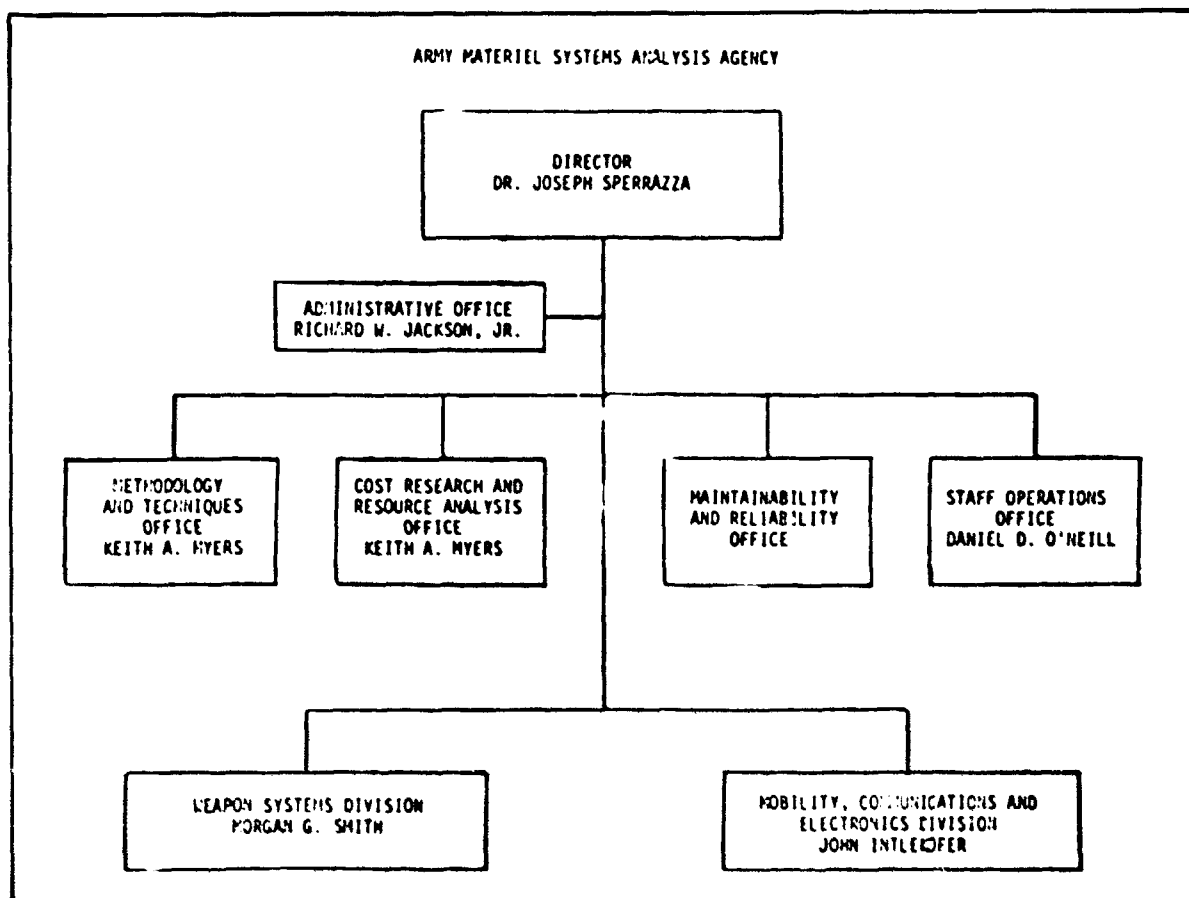 ARMY MATERIEL SYSTEMS ANALYSIS AGENCY
DIRECTOR
DR. JOSEPH SPERRAZZA
ADMINISTRATIVE OFFICE
RICHARD W. JACKSON, JR.
METHODOLOGY
AND TECHNIQUES
OFFICE
KEITH A. MYERS
COST RESEARCH AND
RESOURCE ANALYSIS
OFFICE
KEITH A. MYERS
MAINTAINABILITY
AND RELIABILITY
OFFICE
STAFF OPERATIONS
OFFICE
DANIEL D. O'NEILL
WEAPON SYSTEMS DIVISION
MORGAN G. SMITH
MOBILITY, COMMUNICATIONS AND
ELECTRONICS DIVISION
JOHN INTLEKOFER